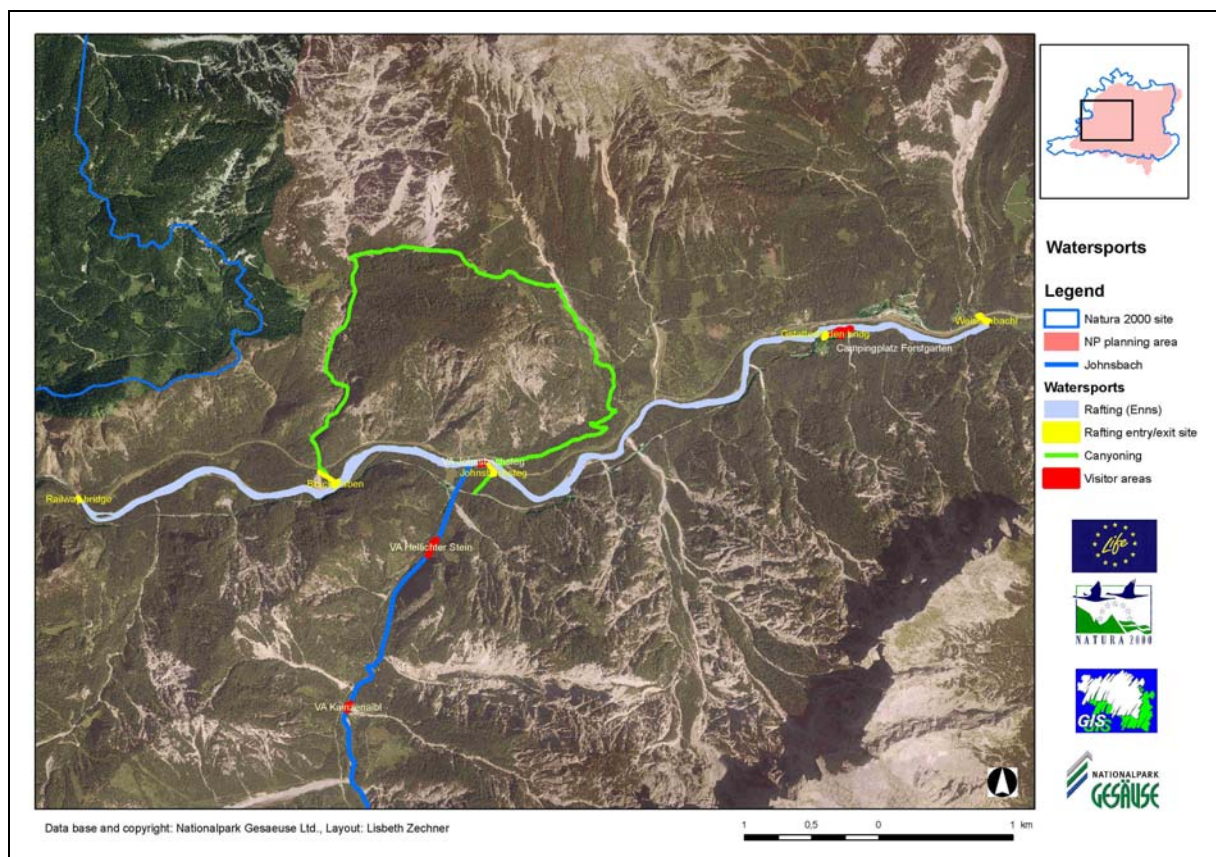 Watersports
Legend
Natura 2000 site
NP planning area
Johnsbach
Watersports
Rafting (Enns)
Rafting entry/exit site
Canyoning
Visitor areas
Campingplatz Forstgarten
Johnsbachsteg
Railway bridge
VA Hellichter Stein
Life
NATURA 2000
GIS
NATIONALPARK
GESÄUSE
Data base and copyright: Nationalpark Gesaeuse Ltd., Layout: Lisbeth Zechner
1 0,5 0 1 km